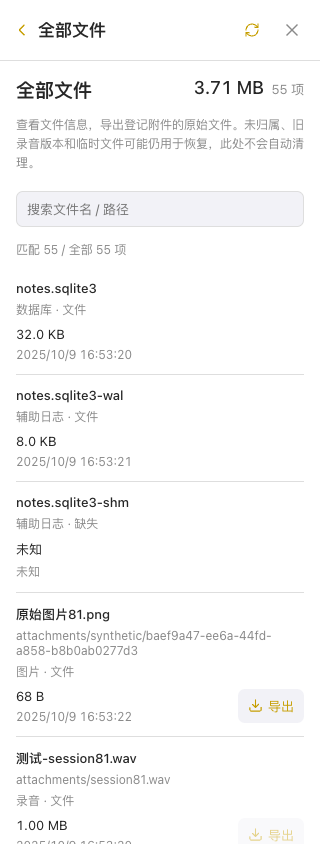 全部文件
全部文件 3.71 MB 55 项
查看文件信息，导出登记附件的原始文件。未归属、旧
录音版本和临时文件可能仍用于恢复，此处不会自动清
理。
搜索文件名 / 路径
匹配 55 / 全部 55 项
notes.sqlite3
数据库 · 文件
32.0 KB
2025/10/9 16:53:20
notes.sqlite3-wal
辅助日志 · 文件
8.0 KB
2025/10/9 16:53:21
notes.sqlite3-shm
辅助日志 · 缺失
未知
未知
原始图片81.png
attachments/synthetic/baef9a47-ee6a-44fd-
a858-b8b0ab0277d3
图片 · 文件
68 B
导出
2025/10/9 16:53:22
测试-session81.wav
attachments/session81.wav
录音 · 文件
1.00 MB
导出